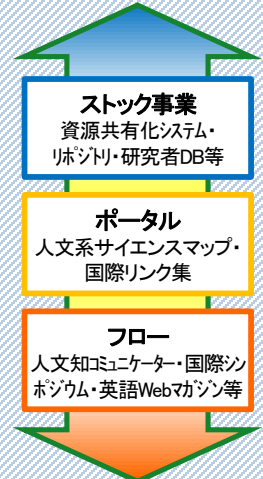 ストック事業
資源共有化システム・
リポジトリ・研究者DB等
ポータル
人文系サイエンスマップ・
国際リンク集
フロー
人文知コミュニケーター・国際シン
ポジウム・英語Webマガジン等